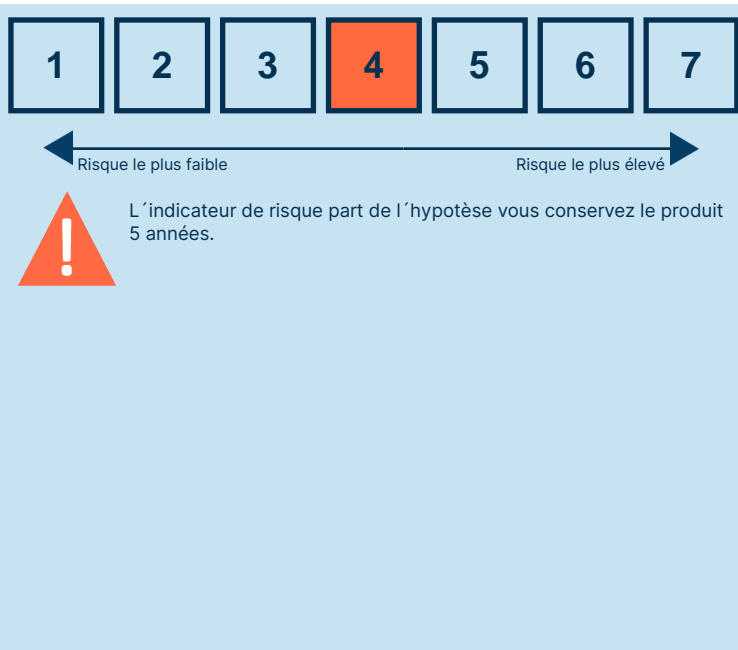 1 2 3 4 5 6 7
Risque le plus faible Risque le plus élevé
!
L´indicateur de risque part de l´hypotèse vous conservez le produit
5 années.